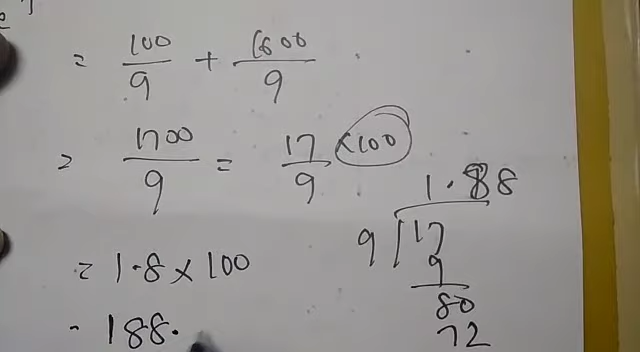 = 100/9 + 1600/9
= 1700/9 = 17/9 × 100
1.88
9 ) 17
9
80
72
= 1.8 × 100
- 188.